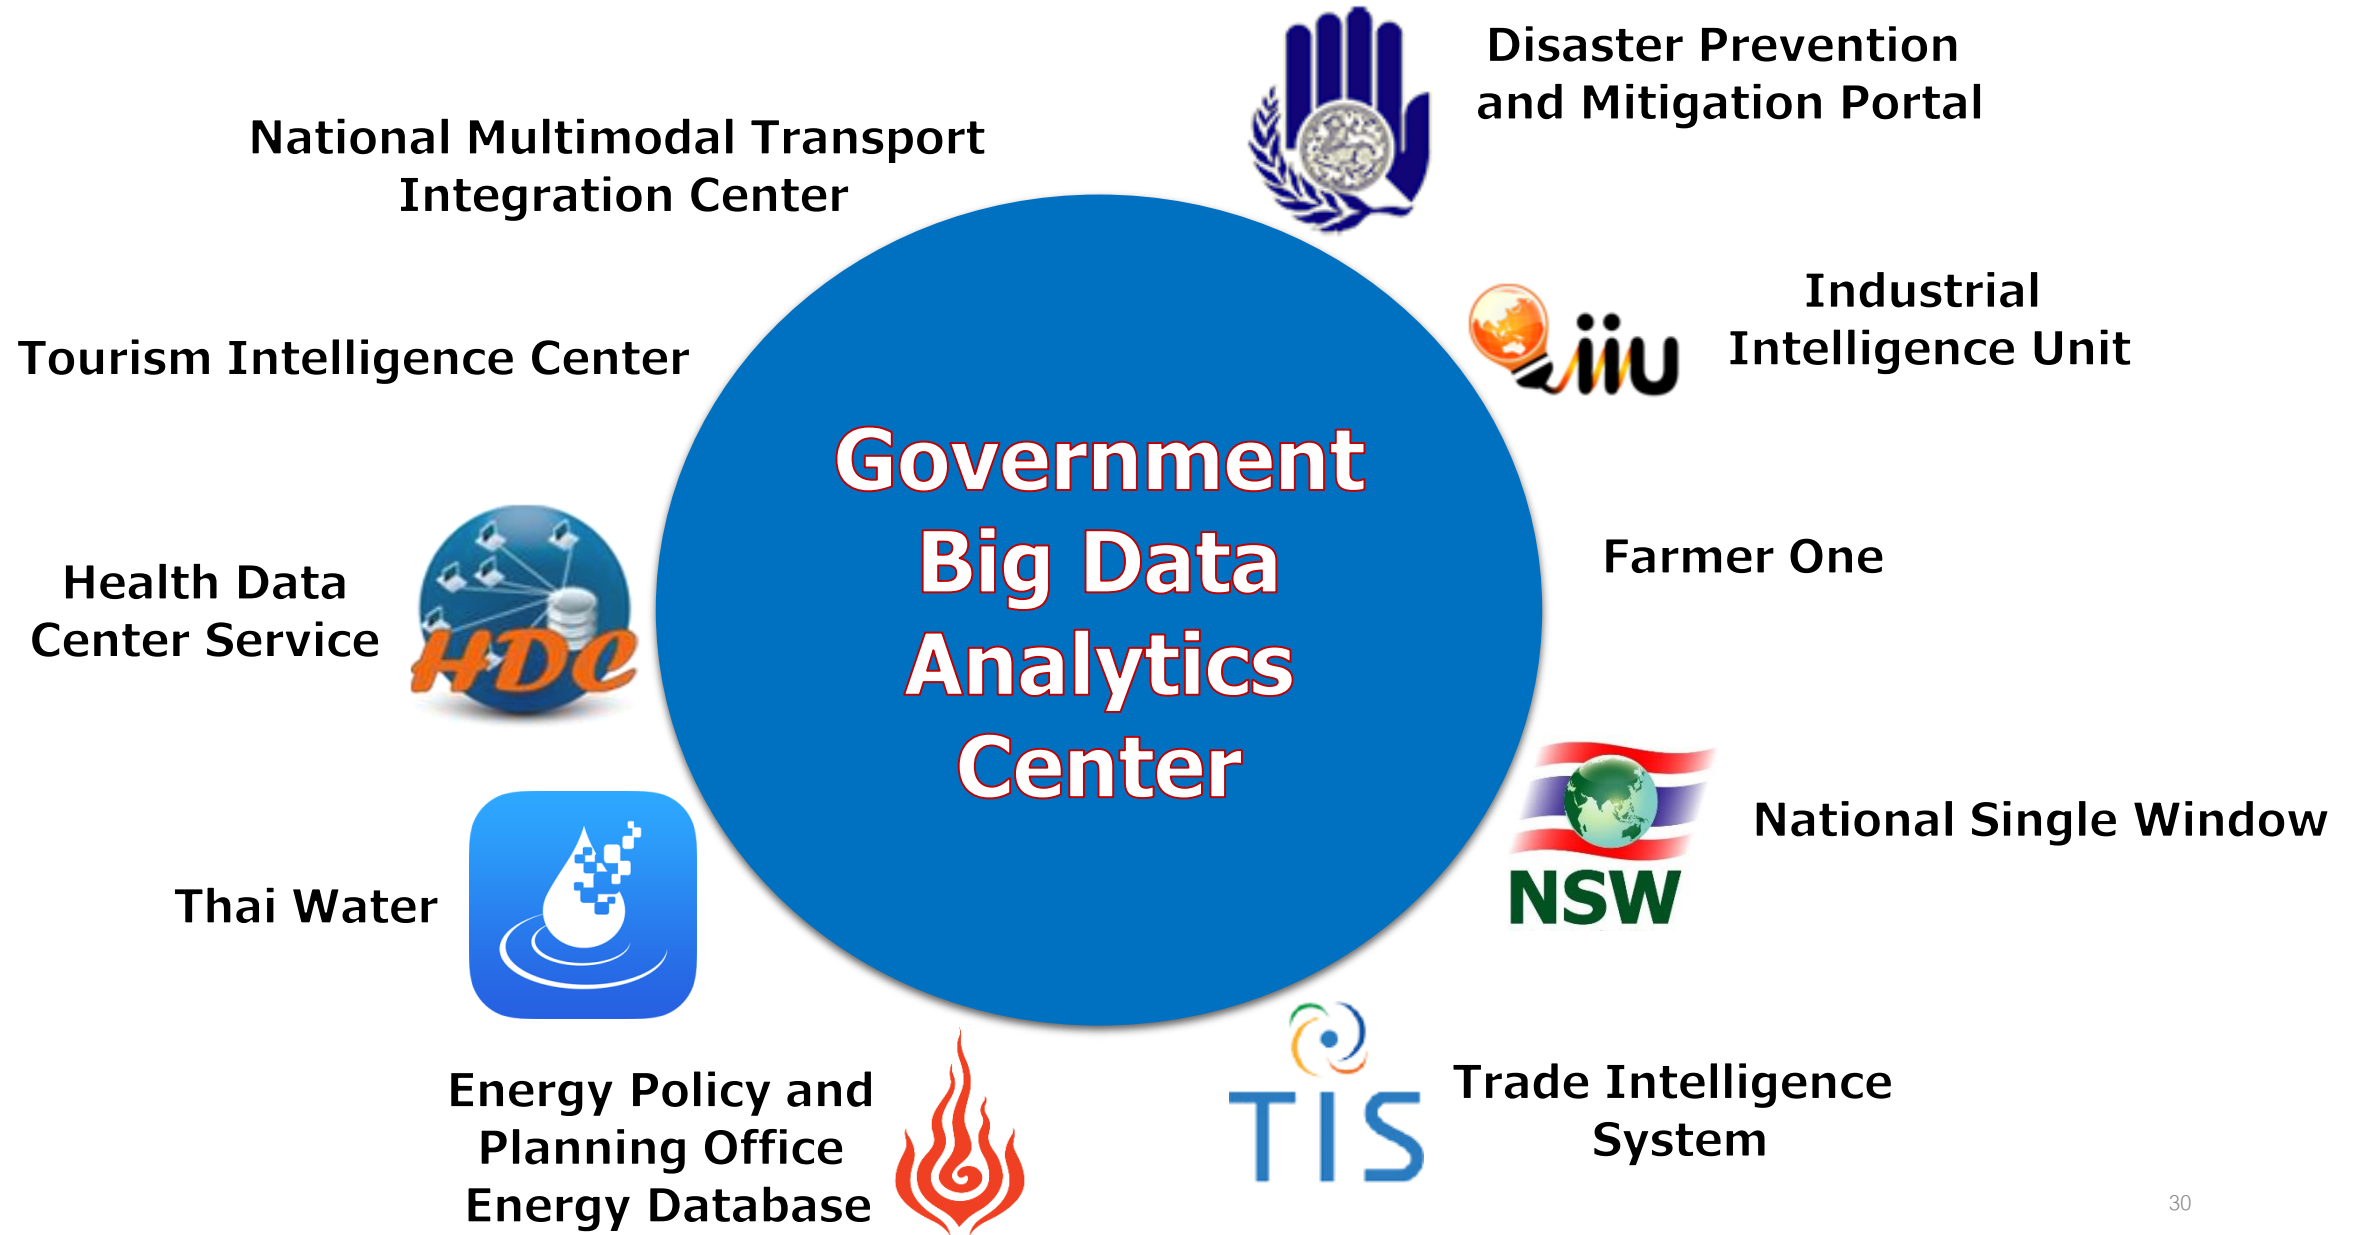 Disaster Prevention
and Mitigation Portal
National Multimodal Transport
Integration Center
Industrial
Intelligence Unit
iiu
Tourism Intelligence Center
Government
Big Data
Analytics
Center
Farmer One
Health Data
Center Service
HDC
National Single Window
NSW
Thai Water
Energy Policy and
Planning Office
Energy Database
TIS
Trade Intelligence
System
30